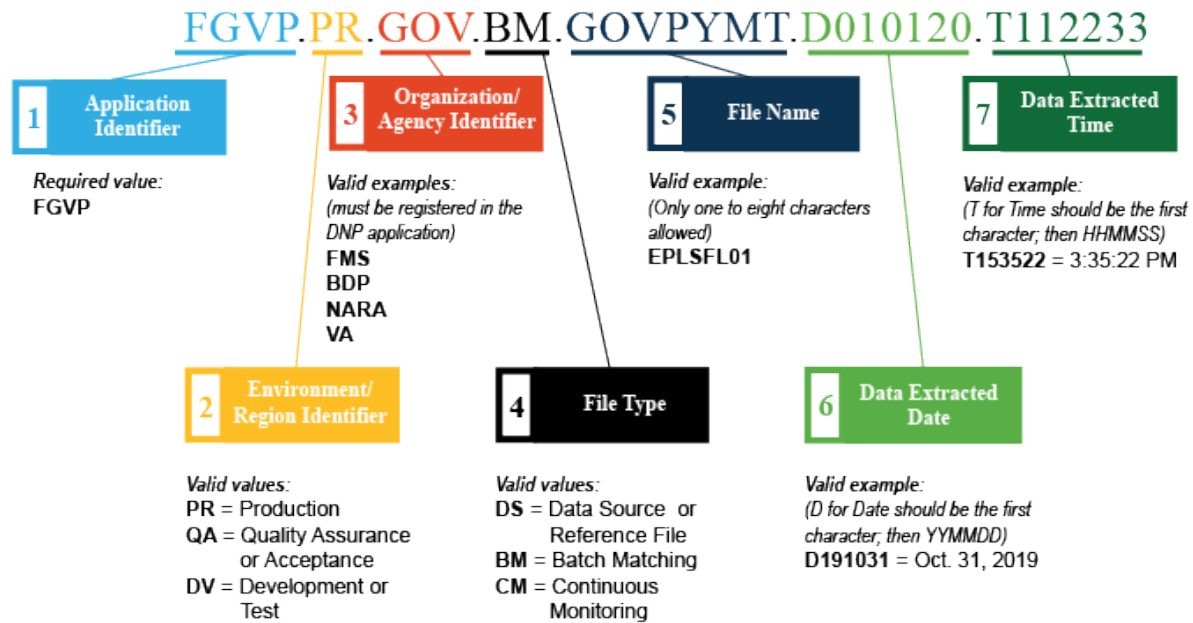 FGVP.PR.GOV.BM.GOVPYMT.D010120.T112233
1
Application
Identifier
Required value:
FGVP
3
Organization/
Agency Identifier
Valid examples:
(must be registered in the
DNP application)
FMS
BDP
NARA
VA
5
File Name
Valid example:
(Only one to eight characters
allowed)
EPLSFL01
7
Data Extracted
Time
Valid example:
(T for Time should be the first
character; then HHMMSS)
T153522 = 3:35:22 PM
2
Environment/
Region Identifier
Valid values:
PR = Production
QA = Quality Assurance
or Acceptance
DV = Development or
Test
4
File Type
Valid values:
DS = Data Source or
Reference File
BM = Batch Matching
CM = Continuous
Monitoring
6
Data Extracted
Date
Valid example:
(D for Date should be the first
character; then YYMMDD)
D191031 = Oct. 31, 2019